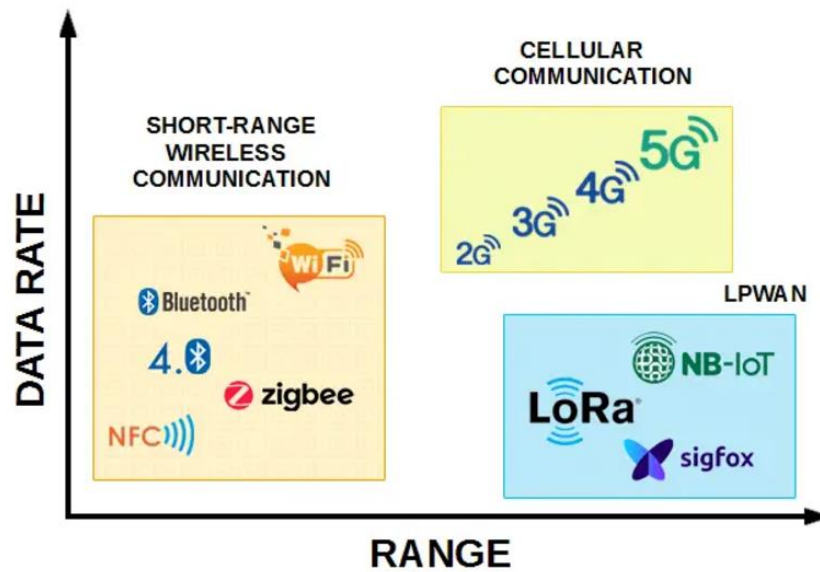 CELLULAR
COMMUNICATION
SHORT-RANGE
WIRELESS
COMMUNICATION
5G
4G
3G
2G
WiFi
Bluetooth™
4.0
zigbee
NFC
LPWAN
NB-IoT
LoRa®
sigfox
DATA RATE
RANGE